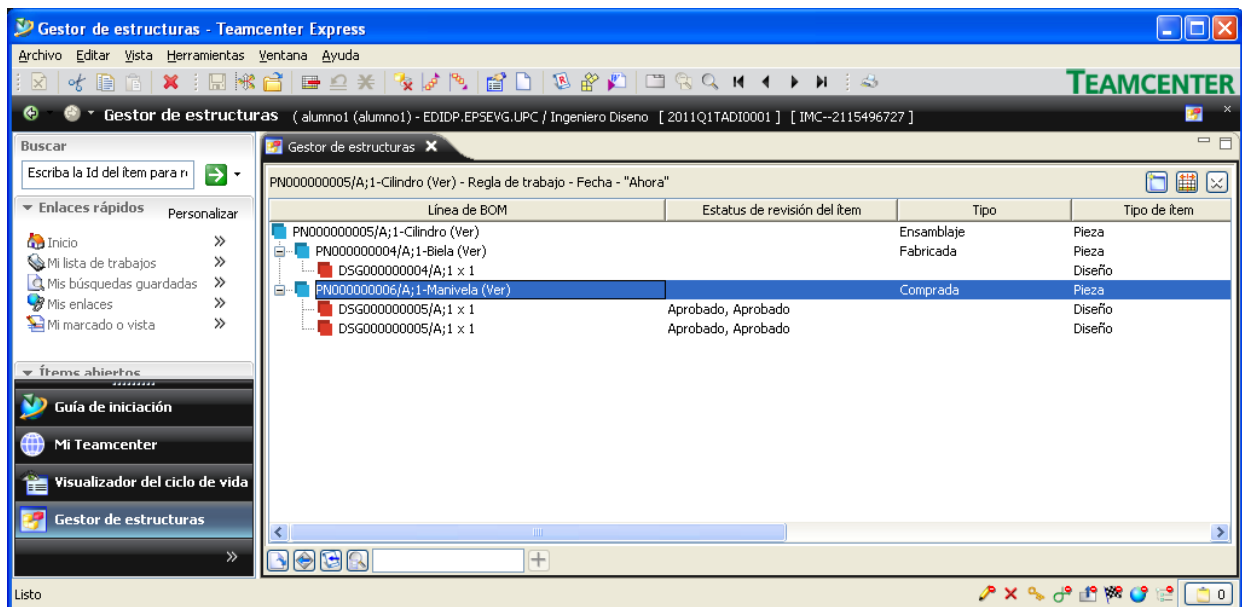 Gestor de estructuras - Teamcenter Express
Archivo Editar Vista Herramientas Ventana Ayuda
TEAMCENTER
Gestor de estructuras ( alumno1 (alumno1) - EDIDP.EPSEVG.UPC / Ingeniero Diseno [ 2011Q1TADI0001 ] [ IMC--2115496727 ]
Buscar
Escriba la Id del ítem para r
Enlaces rápidos Personalizar
Inicio
Mi lista de trabajos
Mis búsquedas guardadas
Mis enlaces
Mi marcado o vista
Ítems abiertos
Guía de iniciación
Mi Teamcenter
Visualizador del ciclo de vida
Gestor de estructuras
Gestor de estructuras
PN000000005/A;1-Cilindro (Ver) - Regla de trabajo - Fecha - "Ahora"
Línea de BOM Estatus de revisión del ítem Tipo Tipo de ítem
PN000000005/A;1-Cilindro (Ver) Ensamblaje Pieza
PN000000004/A;1-Biela (Ver) Fabricada Pieza
DSG000000004/A;1 x 1 Diseño
PN000000006/A;1-Manivela (Ver) Comprada Pieza
DSG000000005/A;1 x 1 Aprobado, Aprobado Diseño
DSG000000005/A;1 x 1 Aprobado, Aprobado Diseño
Listo
0